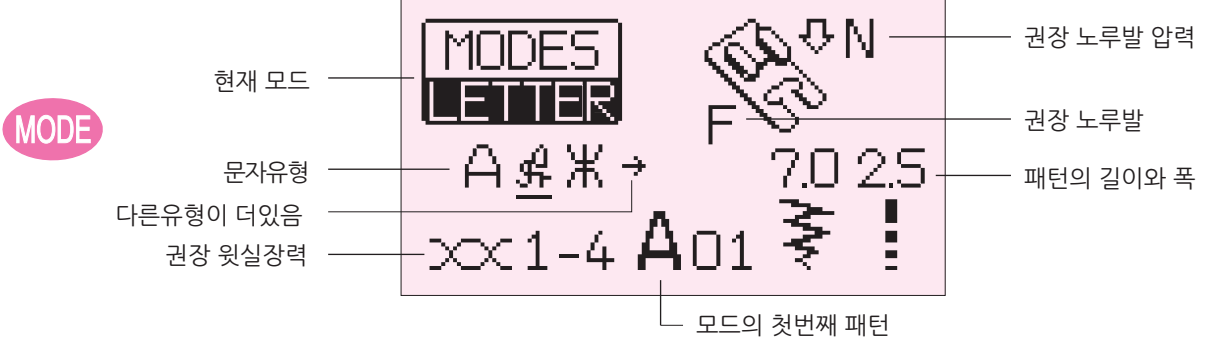 MODE
현재 모드
문자유형
다른유형이 더있음
권장 윗실장력
MODES
LETTER
N
F
A 𝒜 Ж →
7.0 2.5
1-4 A 01
권장 노루발 압력
권장 노루발
패턴의 길이와 폭
모드의 첫번째 패턴